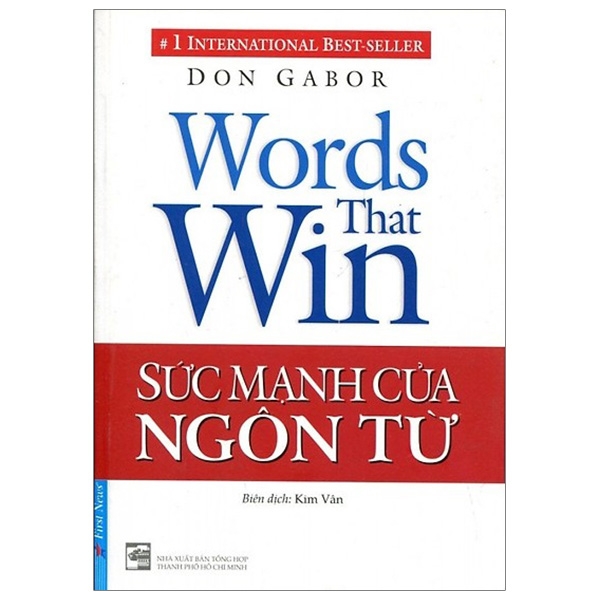 # 1 INTERNATIONAL BEST-SELLER
DON GABOR
Words
That
Win
SỨC MẠNH CỦA
NGÔN TỪ
Biên dịch: Kim Vân
First News
NHÀ XUẤT BẢN TỔNG HỢP
THÀNH PHỐ HỒ CHÍ MINH